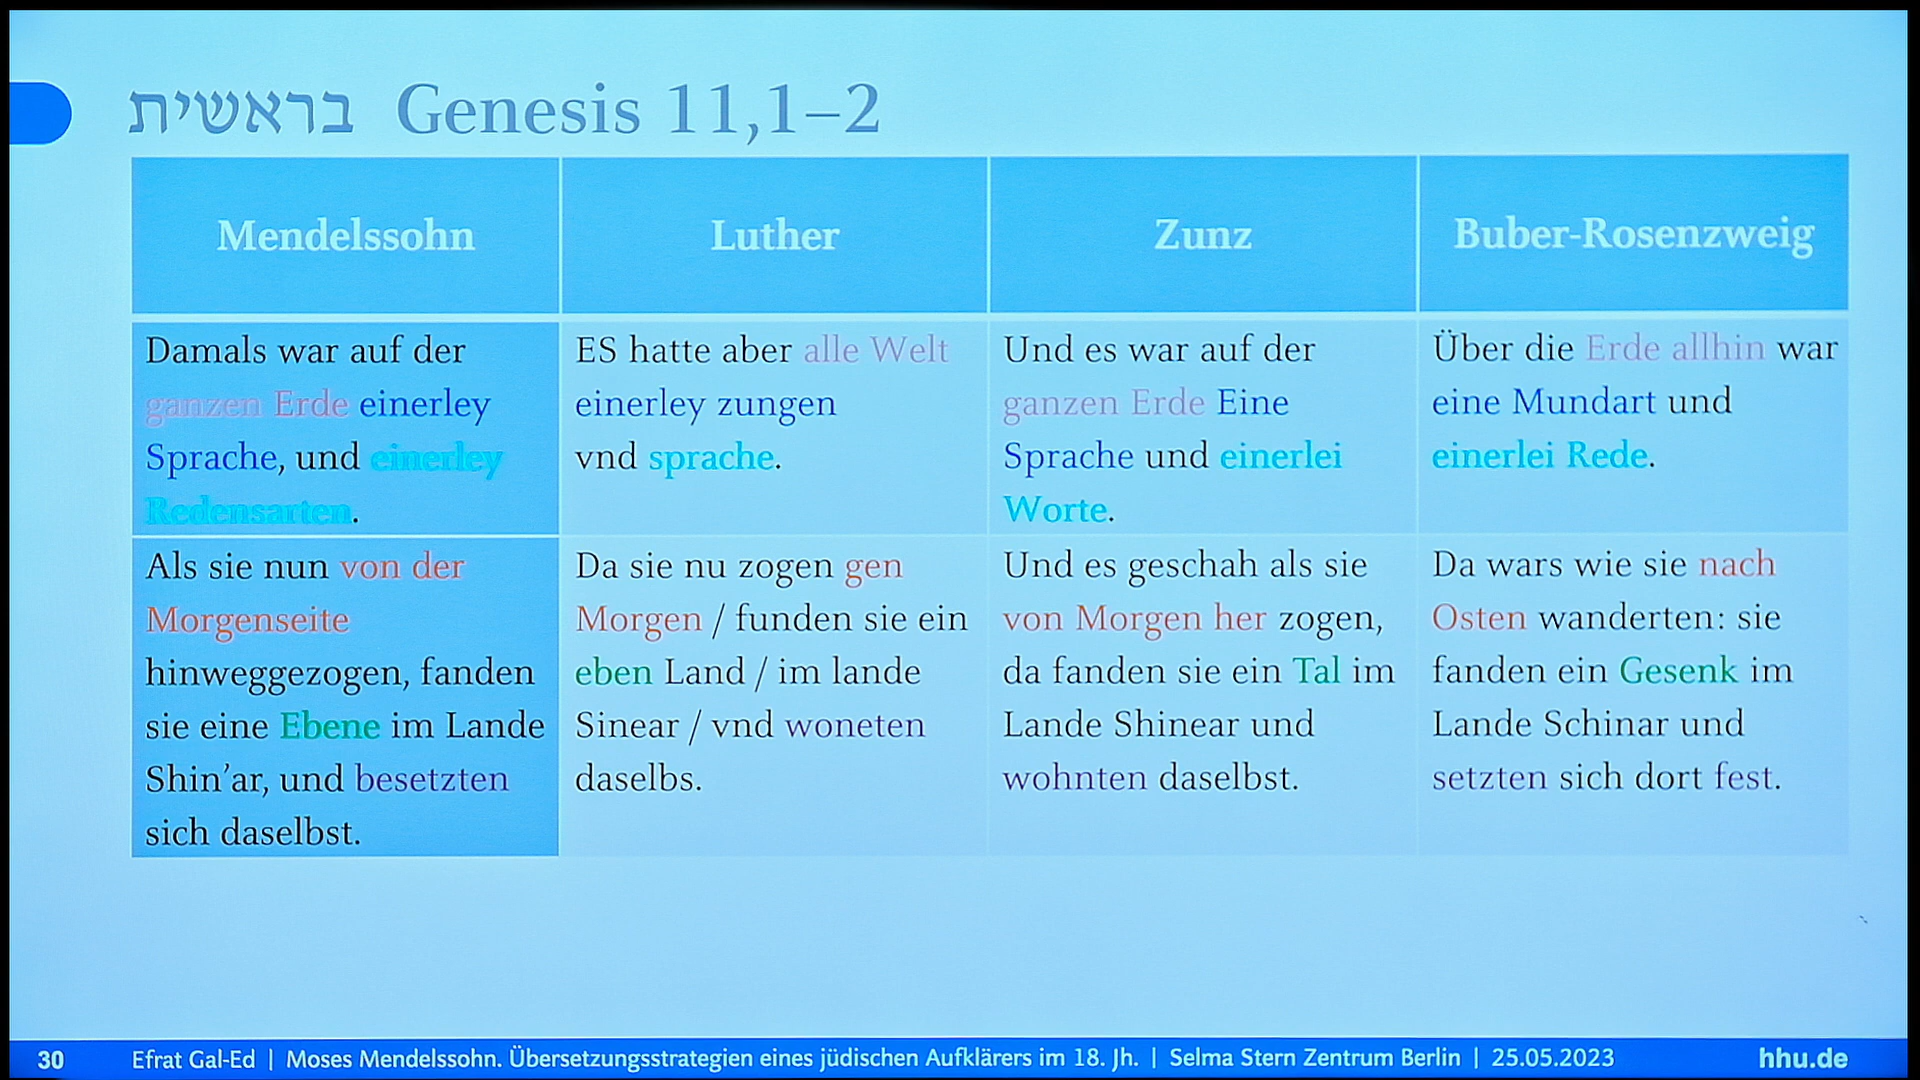 בראשית Genesis 11,1–2
Mendelssohn
Luther
Zunz
Buber-Rosenzweig
Damals war auf der
ganzen Erde einerley
Sprache, und einerley
Redensarten.
ES hatte aber alle Welt
einerley zungen
vnd sprache.
Und es war auf der
ganzen Erde Eine
Sprache und einerlei
Worte.
Über die Erde allhin war
eine Mundart und
einerlei Rede.
Als sie nun von der
Morgenseite
hinweggezogen, fanden
sie eine Ebene im Lande
Shin’ar, und besetzten
sich daselbst.
Da sie nu zogen gen
Morgen / funden sie ein
eben Land / im lande
Sinear / vnd woneten
daselbs.
Und es geschah als sie
von Morgen her zogen,
da fanden sie ein Tal im
Lande Shinear und
wohnten daselbst.
Da wars wie sie nach
Osten wanderten: sie
fanden ein Gesenk im
Lande Schinar und
setzten sich dort fest.
30 Efrat Gal-Ed | Moses Mendelssohn. Übersetzungsstrategien eines jüdischen Aufklärers im 18. Jh. | Selma Stern Zentrum Berlin | 25.05.2023 hhu.de